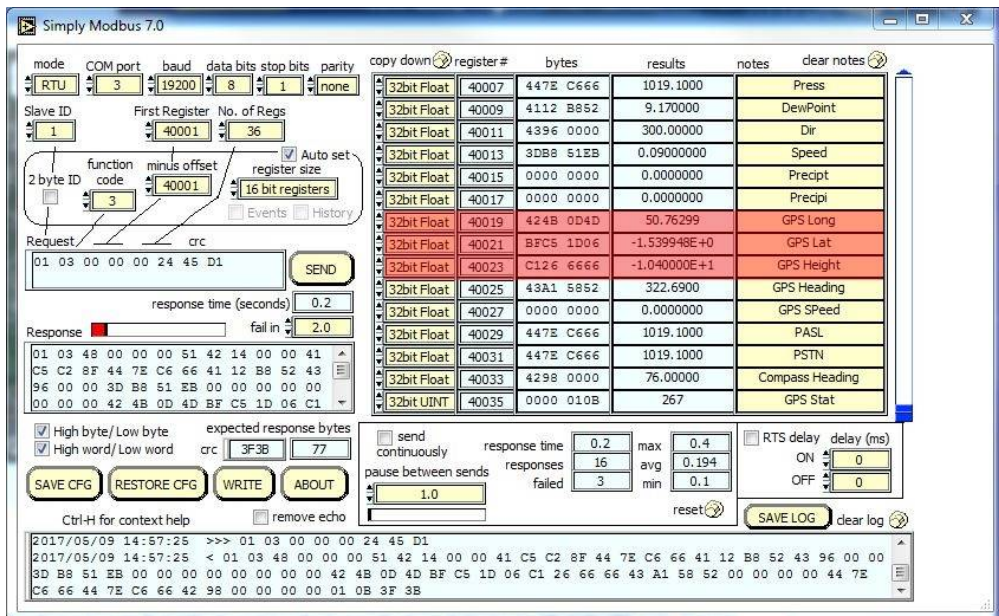 Simply Modbus 7.0
mode COM port baud data bits stop bits parity
RTU 3 19200 8 1 none
Slave ID First Register No. of Regs
1 40001 36
Auto set
function code minus offset register size
2 byte ID 3 40001 16 bit registers
Events History
Request crc
01 03 00 00 00 24 45 D1
SEND
response time (seconds) 0.2
Response fail in 2.0
01 03 48 00 00 00 51 42 14 00 00 41
C5 C2 8F 44 7E C6 66 41 12 B8 52 43
96 00 00 3D B8 51 EB 00 00 00 00 00
00 00 00 42 4B 0D 4D BF C5 1D 06 C1
High byte/ Low byte expected response bytes
High word/ Low word crc 3F3B 77
SAVE CFG RESTORE CFG WRITE ABOUT
Ctrl-H for context help remove echo
copy down register # bytes results notes clear notes
32bit Float 40007 447E C666 1019.1000 Press
32bit Float 40009 4112 B852 9.170000 DewPoint
32bit Float 40011 4396 0000 300.00000 Dir
32bit Float 40013 3DB8 51EB 0.09000000 Speed
32bit Float 40015 0000 0000 0.0000000 Precipt
32bit Float 40017 0000 0000 0.0000000 Precipi
32bit Float 40019 424B 0D4D 50.76299 GPS Long
32bit Float 40021 BFC5 1D06 -1.539948E+0 GPS Lat
32bit Float 40023 C126 6666 -1.040000E+1 GPS Height
32bit Float 40025 43A1 5852 322.6900 GPS Heading
32bit Float 40027 0000 0000 0.0000000 GPS SPeed
32bit Float 40029 447E C666 1019.1000 PASL
32bit Float 40031 447E C666 1019.1000 PSTN
32bit Float 40033 4298 0000 76.00000 Compass Heading
32bit UINT 40035 0000 010B 267 GPS Stat
send continuously response time 0.2 max 0.4
pause between sends responses 16 avg 0.194
1.0 failed 3 min 0.1
reset
RTS delay delay (ms)
ON 0
OFF 0
SAVE LOG clear log
2017/05/09 14:57:25 >>> 01 03 00 00 00 24 45 D1
2017/05/09 14:57:25 < 01 03 48 00 00 00 51 42 14 00 00 41 C5 C2 8F 44 7E C6 66 41 12 B8 52 43 96 00 00
3D B8 51 EB 00 00 00 00 00 00 00 00 42 4B 0D 4D BF C5 1D 06 C1 26 66 66 43 A1 58 52 00 00 00 00 44 7E
C6 66 44 7E C6 66 42 98 00 00 00 00 01 0B 3F 3B